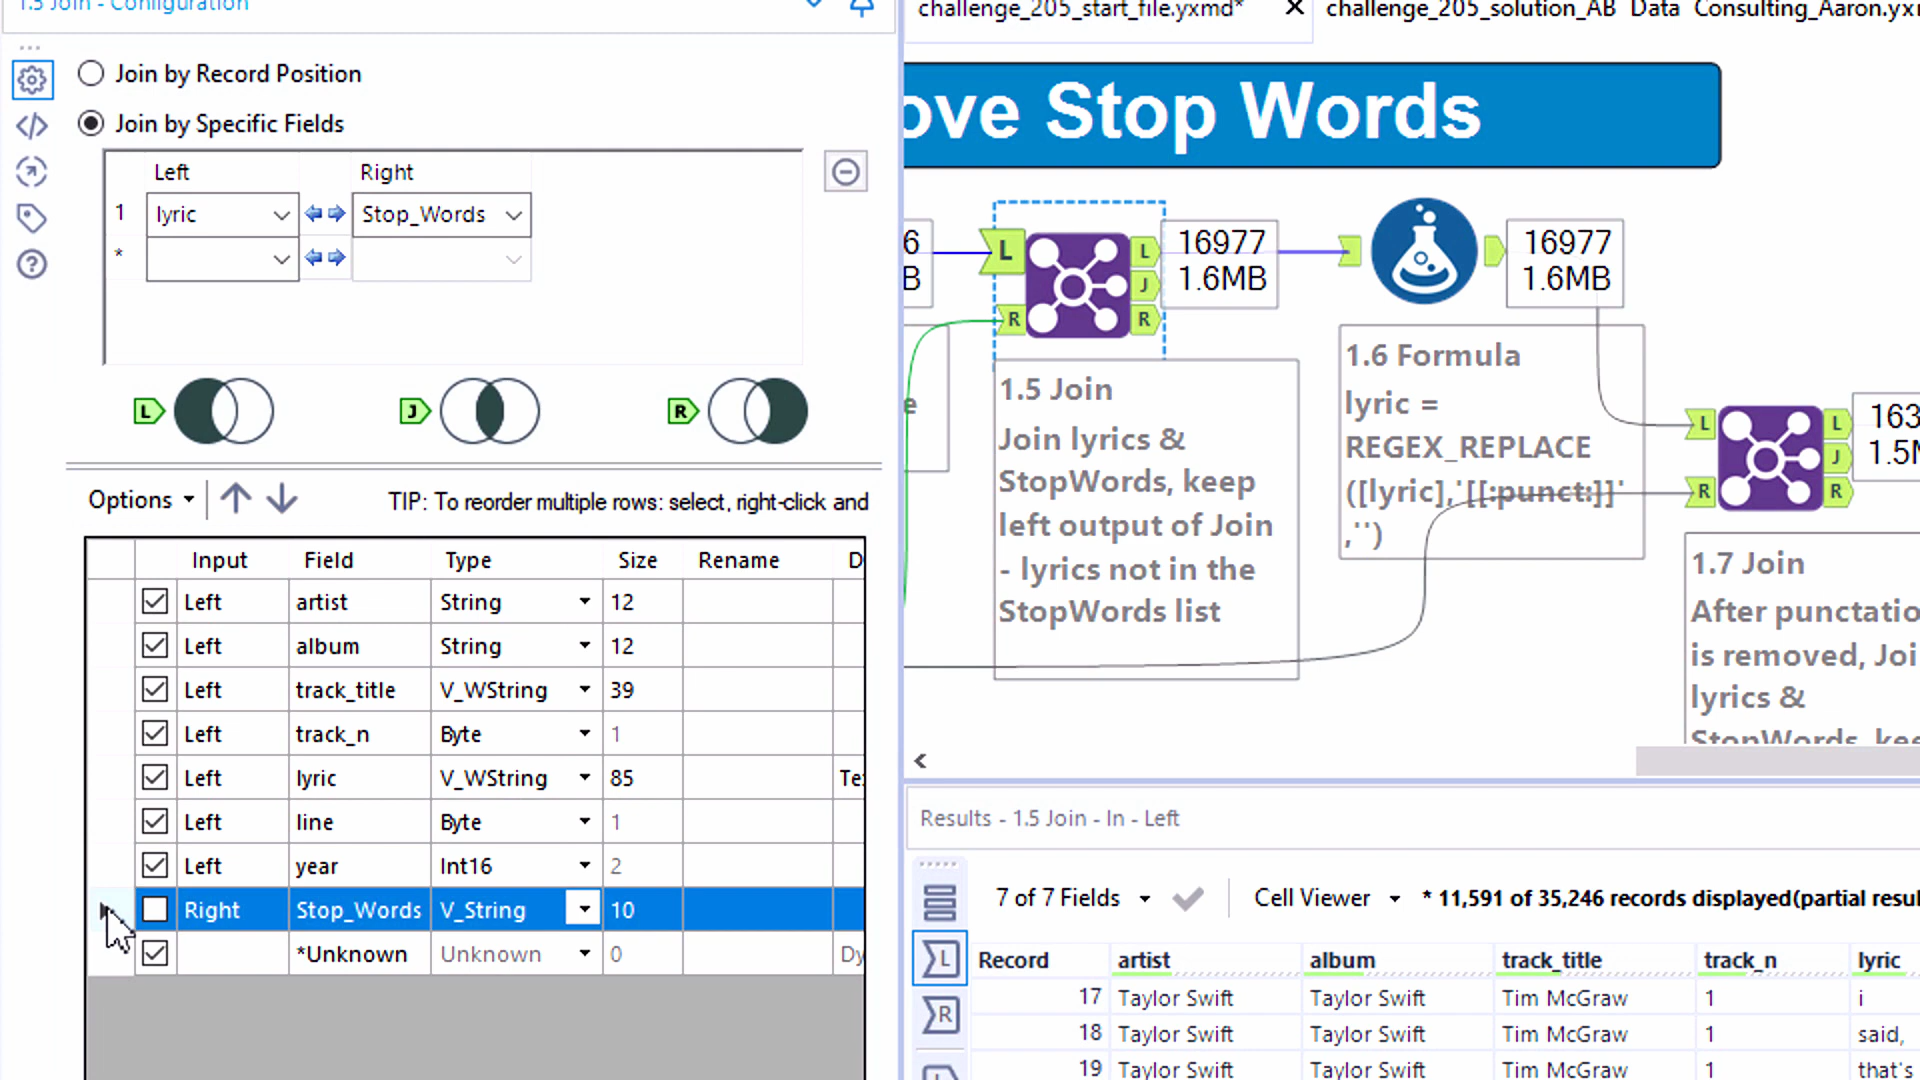 1.5 Join - Configuration
Join by Record Position
Join by Specific Fields
Left Right
1 lyric Stop_Words
*
L J R
Options TIP: To reorder multiple rows: select, right-click and
Input Field Type Size Rename D
Left artist String 12
Left album String 12
Left track_title V_WString 39
Left track_n Byte 1
Left lyric V_WString 85 Te
Left line Byte 1
Left year Int16 2
Right Stop_Words V_String 10
*Unknown Unknown 0 Dy
challenge_205_start_file.yxmd*
challenge_205_solution_AB Data Consulting_Aaron.yx
ove Stop Words
6
B
L
R
L
J
R
16977
1.6MB
16977
1.6MB
e
1.5 Join
Join lyrics &
StopWords, keep
left output of Join
- lyrics not in the
StopWords list
1.6 Formula
lyric =
REGEX_REPLACE
([lyric],'[[:punct:]]'
,'')
L
R
L
J
R
163
1.5
1.7 Join
After punctatio
is removed, Joi
lyrics &
StopWords, kee
Results - 1.5 Join - In - Left
7 of 7 Fields Cell Viewer * 11,591 of 35,246 records displayed(partial resul
L
R
Record artist album track_title track_n lyric
17 Taylor Swift Taylor Swift Tim McGraw 1 i
18 Taylor Swift Taylor Swift Tim McGraw 1 said,
19 Taylor Swift Taylor Swift Tim McGraw 1 that's